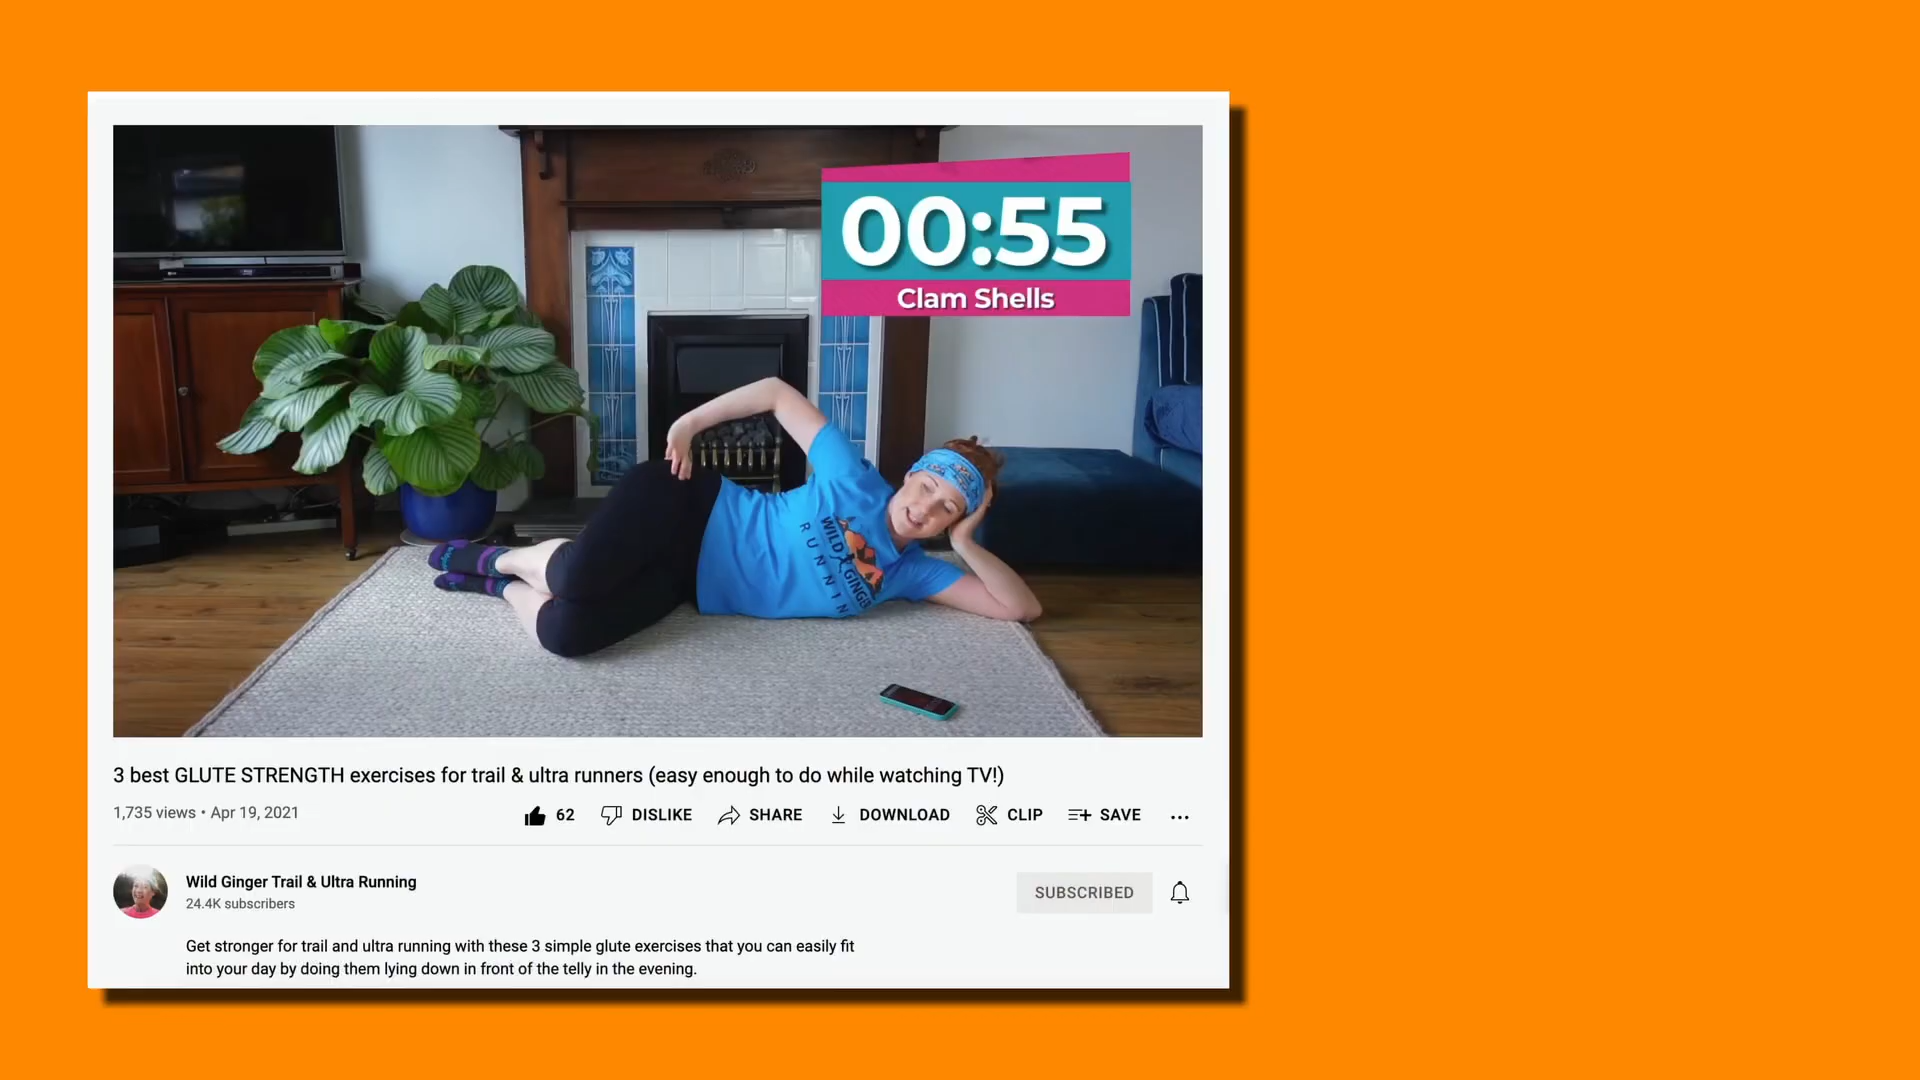 00:55
Clam Shells
WILD GINGER
RUNNIN
3 best GLUTE STRENGTH exercises for trail & ultra runners (easy enough to do while watching TV!)
1,735 views • Apr 19, 2021
62
DISLIKE
SHARE
DOWNLOAD
CLIP
SAVE
Wild Ginger Trail & Ultra Running
24.4K subscribers
SUBSCRIBED
Get stronger for trail and ultra running with these 3 simple glute exercises that you can easily fit
into your day by doing them lying down in front of the telly in the evening.